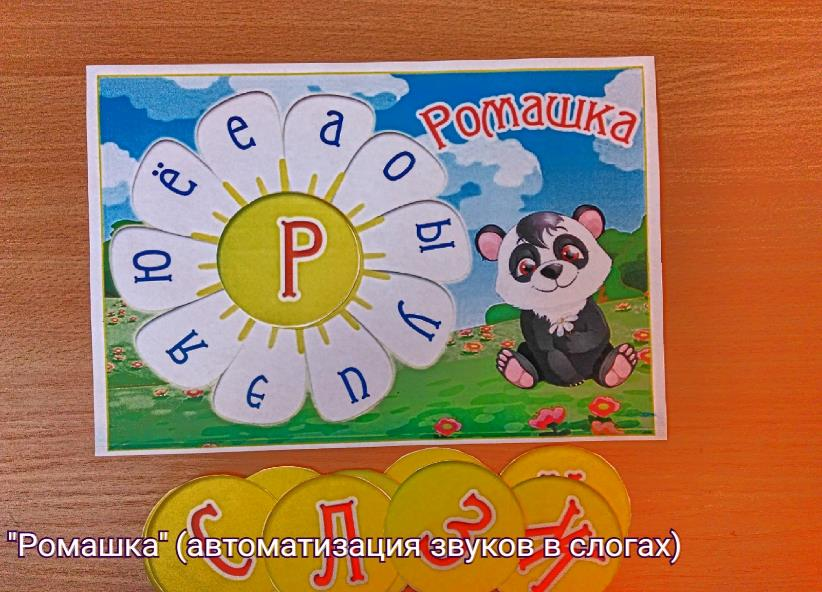 Ромашка
а
о
ы
у
и
э
я
ю
ё
е
Р
С
Л
З
"Ромашка" (автоматизация звуков в слогах)